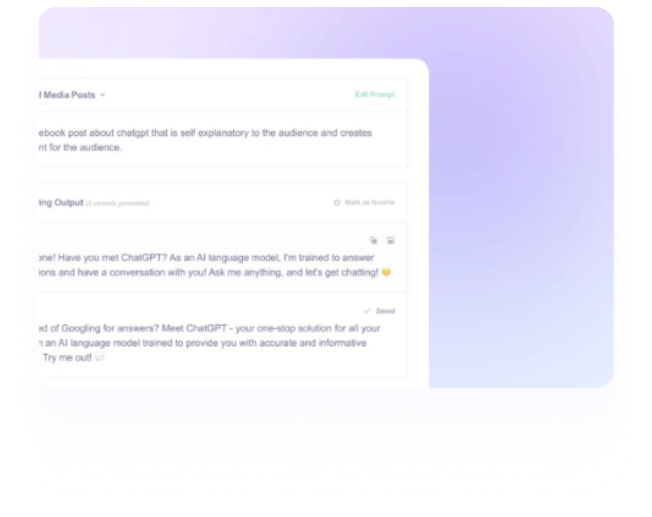 l Media Posts
Edit Prompt
ebook post about chatgpt that is self explanatory to the audience and creates
nt for the audience.
ing Output (2 variants generated)
Mark as favorite
one! Have you met ChatGPT? As an AI language model, I'm trained to answer
ions and have a conversation with you! Ask me anything, and let's get chatting! 😊
Saved
ed of Googling for answers? Meet ChatGPT - your one-stop solution for all your
n an AI language model trained to provide you with accurate and informative
. Try me out! 💬